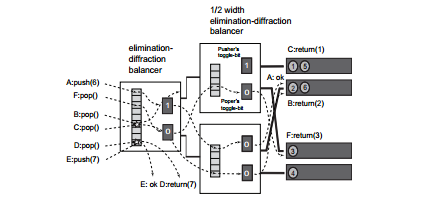 1/2 width
elimination-diffraction
balancer
elimination-
diffraction
balancer
Pusher's
toggle-bit
1
C:return(1)
1 5
A: ok
2 6
B:return(2)
A:push(6)
F:pop()
B:pop()
C:pop()
D:pop()
E:push(7)
1
0
Poper's
toggle-bit
0
F:return(3)
3
0
0
4
E: ok D:return(7)